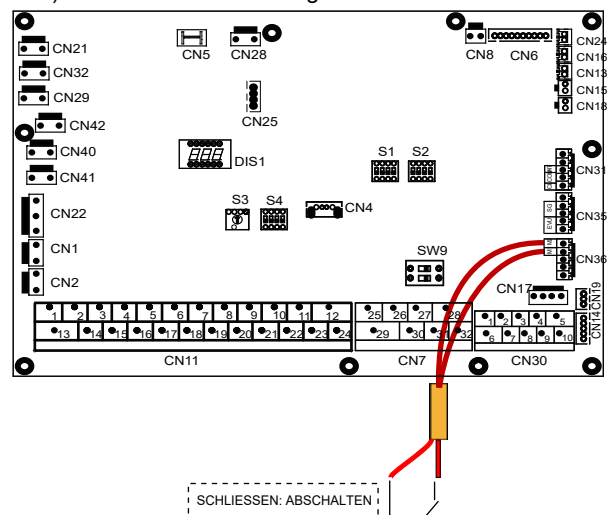 CN21
CN32
CN29
CN42
CN40
CN41
CN22
CN1
CN2
CN5
CN28
CN25
DIS1
S3
S4
CN4
S1
S2
SW9
CN8
CN6
CN24
CN16
CN13
CN15
CN18
CN31
SG
EVU
CN35
M
M
CN36
CN17
CN19
CN14
1 2 3 4 5 6 7 8 9 10 11 12
13 14 15 16 17 18 19 20 21 22 23 24
CN11
25 26 27 28
29 30 31 32
CN7
1 2 3 4 5
6 7 8 9 10
CN30
SCHLIESSEN: ABSCHALTEN